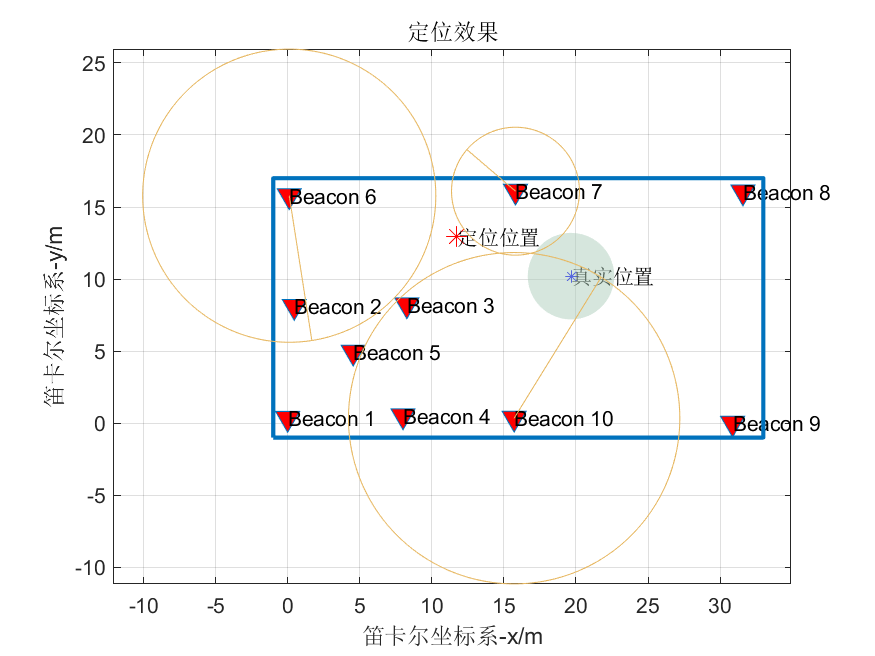 定位效果
25
20
15
10
5
0
-5
-10
笛卡尔坐标系-y/m
Beacon 6
Beacon 7
Beacon 8
定位位置
真实位置
Beacon 2
Beacon 3
Beacon 5
Beacon 1
Beacon 4
Beacon 10
Beacon 9
-10 -5 0 5 10 15 20 25 30
笛卡尔坐标系-x/m